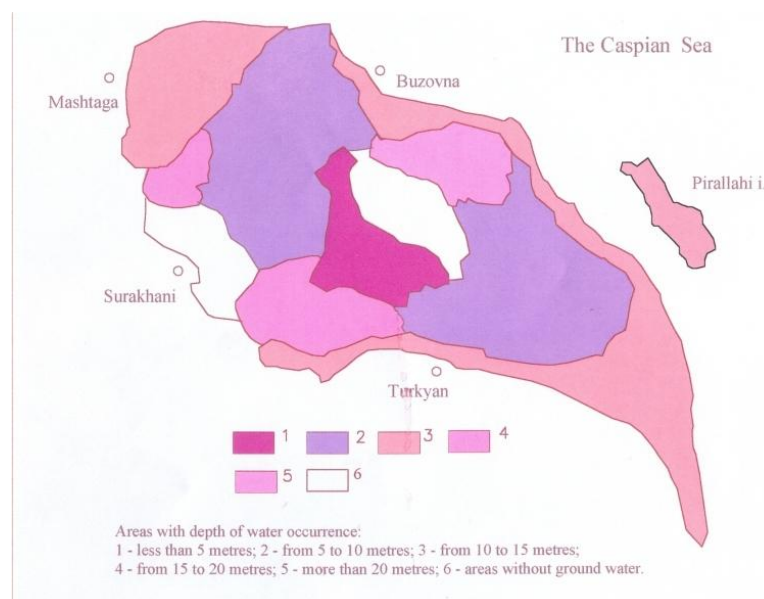 The Caspian Sea
Buzovna
Mashtaga
Pirallahi i.
Surakhani
Turkyan
1 2 3 4
5 6
Areas with depth of water occurrence:
1 - less than 5 metres; 2 - from 5 to 10 metres; 3 - from 10 to 15 metres;
4 - from 15 to 20 metres; 5 - more than 20 metres; 6 - areas without ground water.